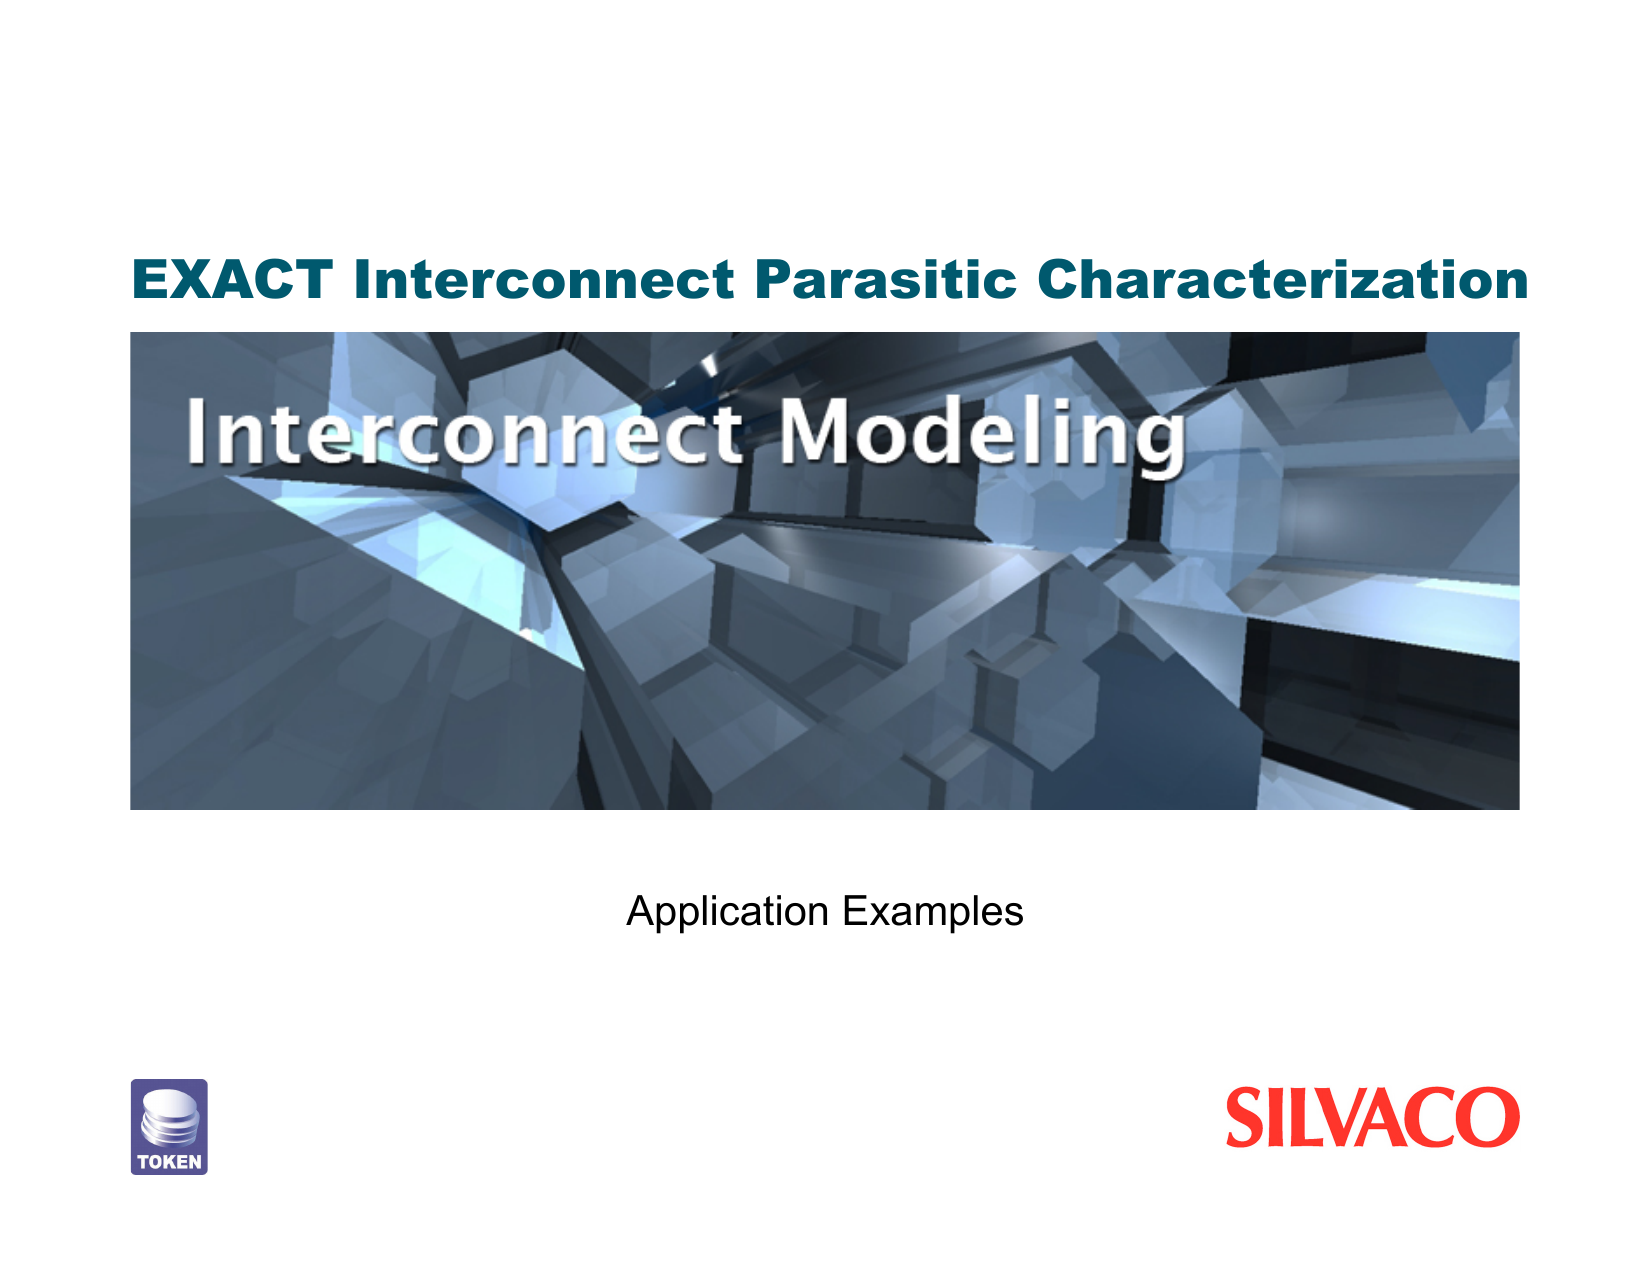 EXACT Interconnect Parasitic Characterization
Interconnect Modeling
Application Examples
TOKEN
SILVACO